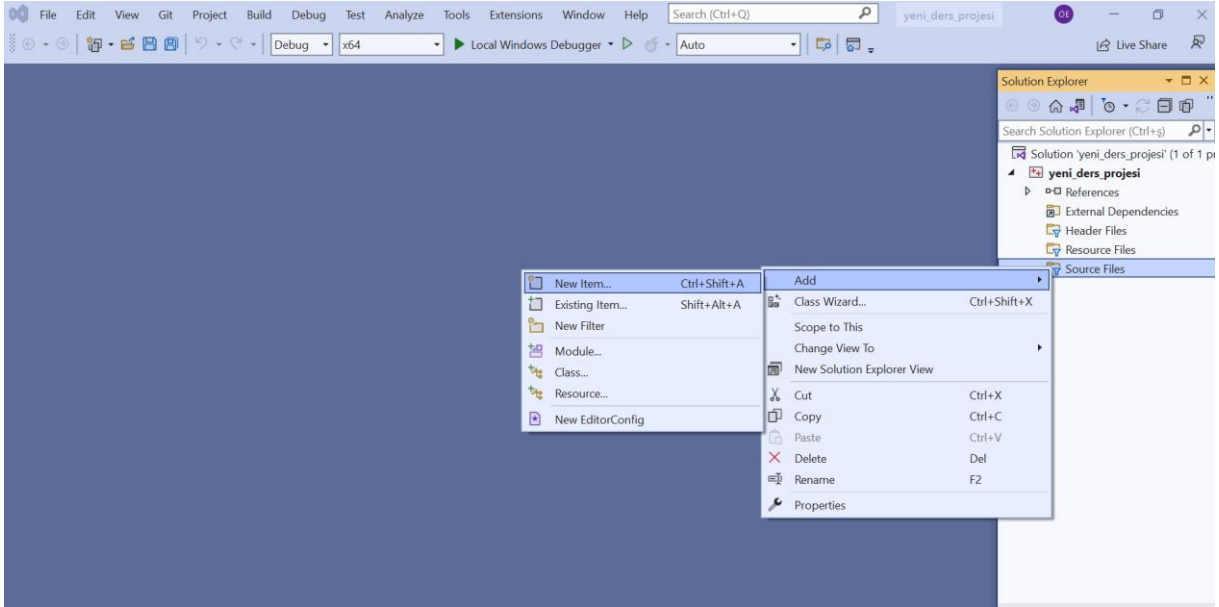 File Edit View Git Project Build Debug Test Analyze Tools Extensions Window Help Search (Ctrl+Q) yeni_ders_projesi ÖE
Debug x64 Local Windows Debugger Auto Live Share
Solution Explorer
Search Solution Explorer (Ctrl+ş)
Solution 'yeni_ders_projesi' (1 of 1 pr
yeni_ders_projesi
References
External Dependencies
Header Files
Resource Files
Source Files
Add
Class Wizard... Ctrl+Shift+X
Scope to This
Change View To
New Solution Explorer View
Cut Ctrl+X
Copy Ctrl+C
Paste Ctrl+V
Delete Del
Rename F2
Properties
New Item... Ctrl+Shift+A
Existing Item... Shift+Alt+A
New Filter
Module...
Class...
Resource...
New EditorConfig